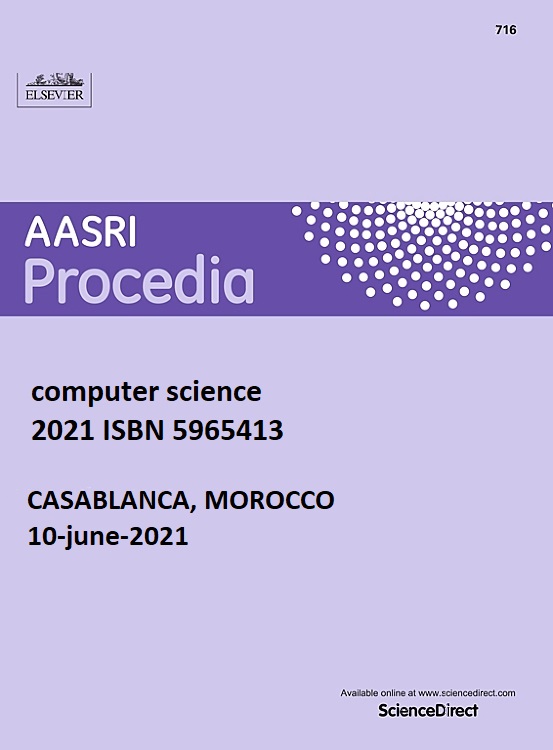 716
ELSEVIER
AASRI
Procedia
computer science
2021 ISBN 5965413
CASABLANCA, MOROCCO
10-june-2021
Available online at www.sciencedirect.com
ScienceDirect